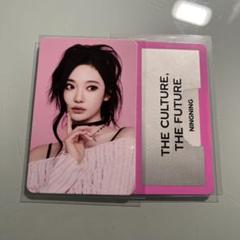 THE CULTURE,
THE FUTURE
NINGNING